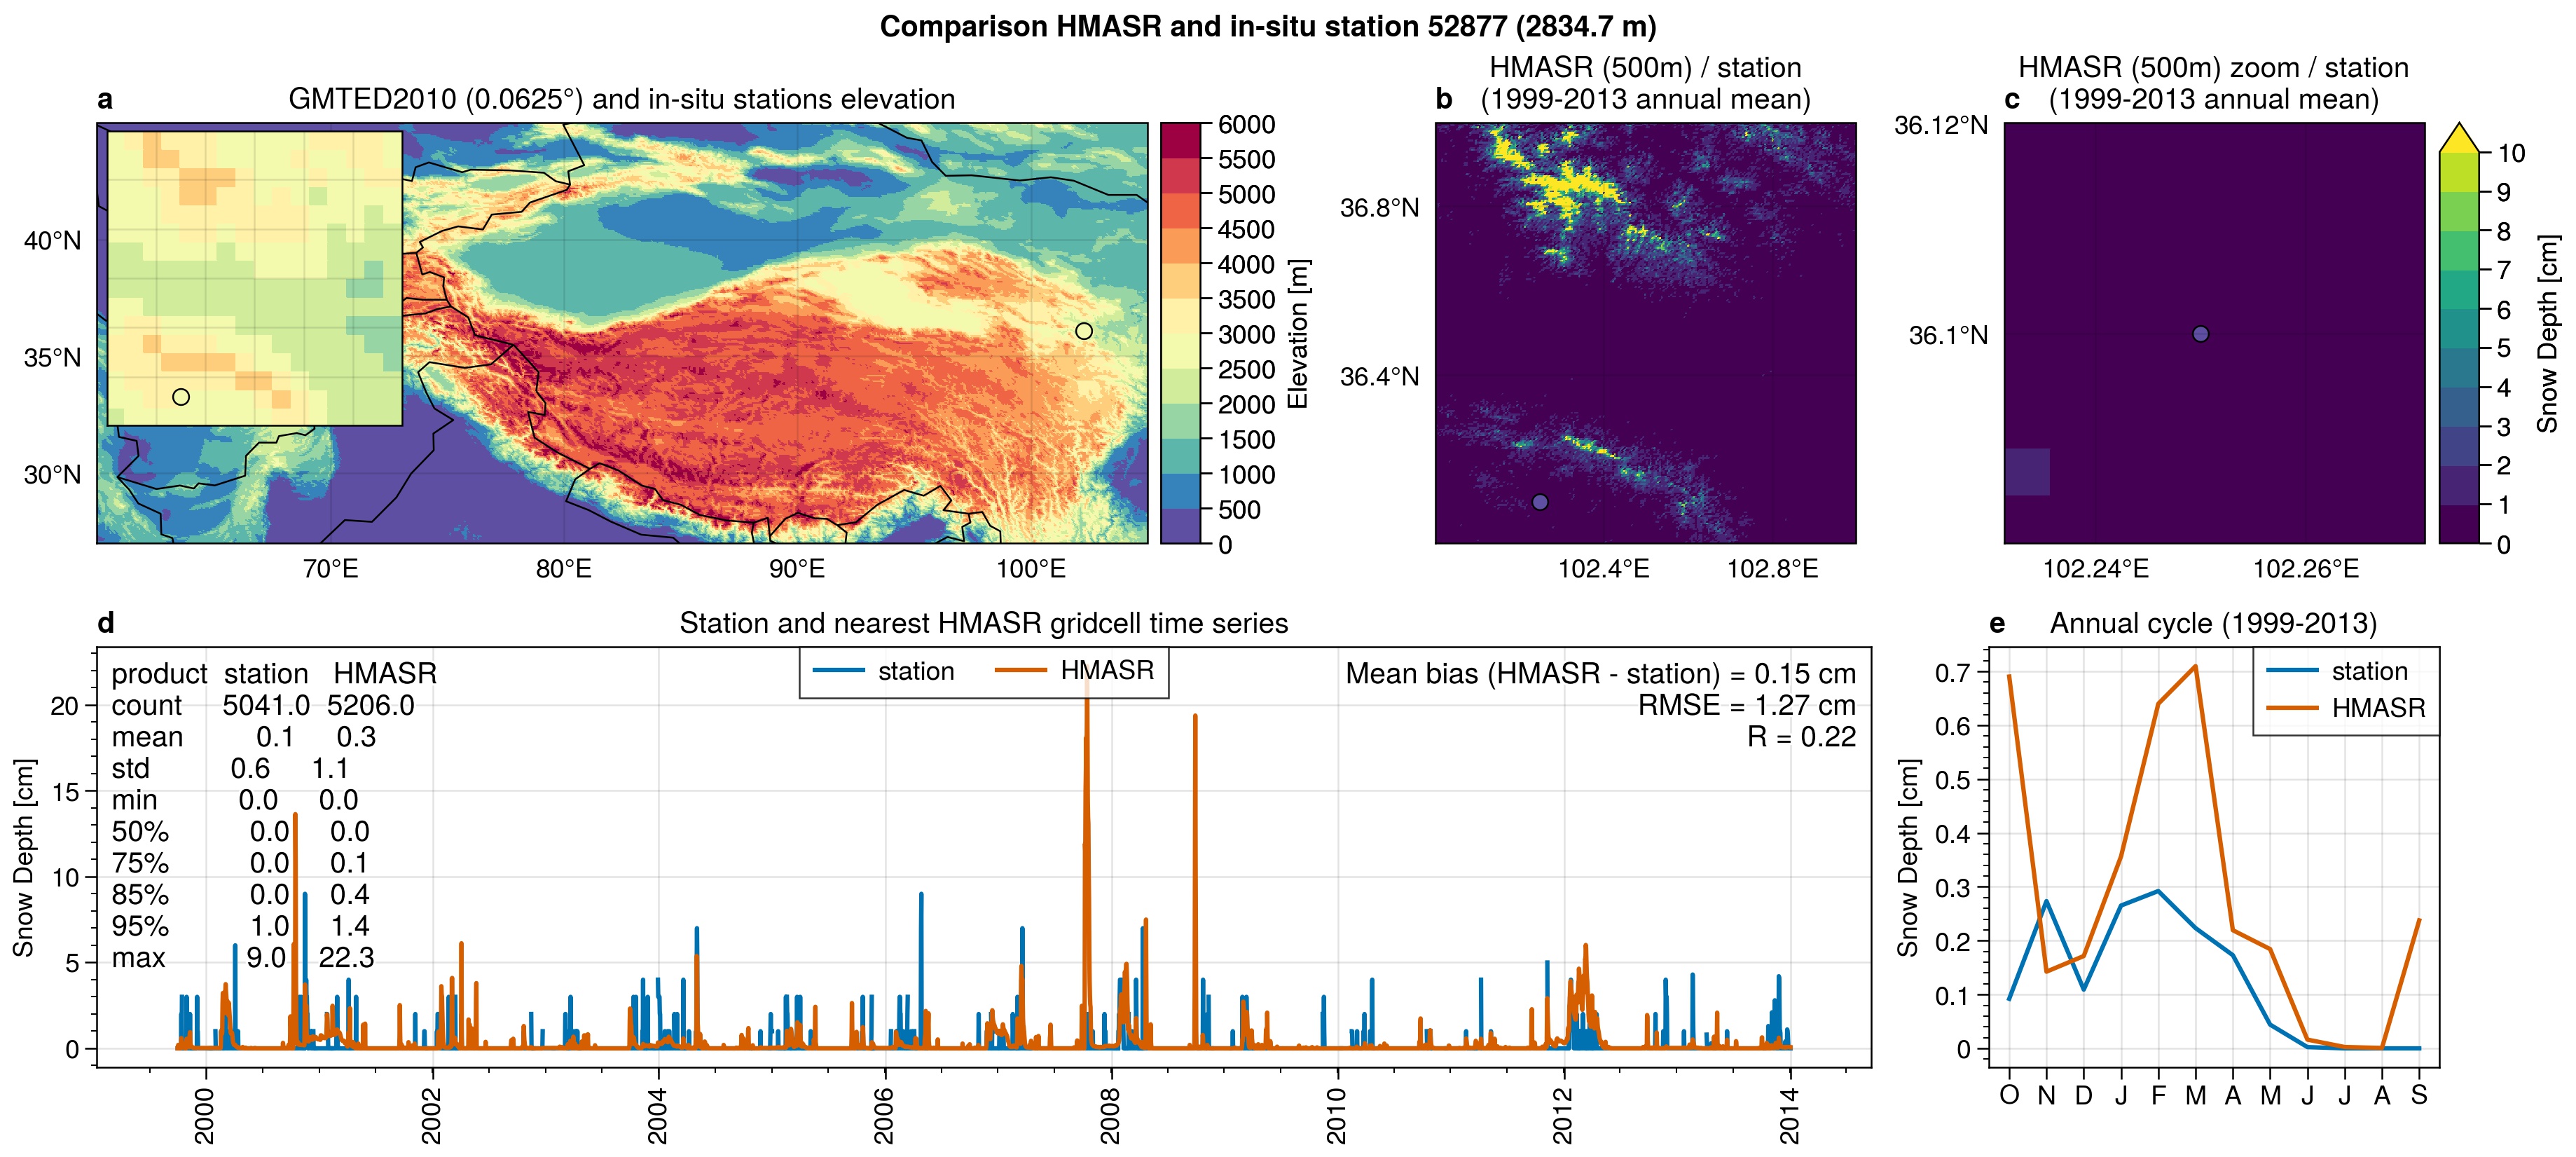 Comparison HMASR and in-situ station 52877 (2834.7 m)
a
GMTED2010 (0.0625°) and in-situ stations elevation
40°N
35°N
30°N
70°E
80°E
90°E
100°E
6000
5500
5000
4500
4000
3500
3000
2500
2000
1500
1000
500
0
Elevation [m]
b
HMASR (500m) / station
(1999-2013 annual mean)
36.8°N
36.4°N
102.4°E
102.8°E
c
HMASR (500m) zoom / station
(1999-2013 annual mean)
36.12°N
36.1°N
102.24°E
102.26°E
10
9
8
7
6
5
4
3
2
1
0
Snow Depth [cm]
d
Station and nearest HMASR gridcell time series
product station HMASR
count 5041.0 5206.0
mean 0.1 0.3
std 0.6 1.1
min 0.0 0.0
50% 0.0 0.0
75% 0.0 0.1
85% 0.0 0.4
95% 1.0 1.4
max 9.0 22.3
station
HMASR
Mean bias (HMASR - station) = 0.15 cm
RMSE = 1.27 cm
R = 0.22
Snow Depth [cm]
20
15
10
5
0
2000
2002
2004
2006
2008
2010
2012
2014
e
Annual cycle (1999-2013)
station
HMASR
Snow Depth [cm]
0.7
0.6
0.5
0.4
0.3
0.2
0.1
0
O N D J F M A M J J A S